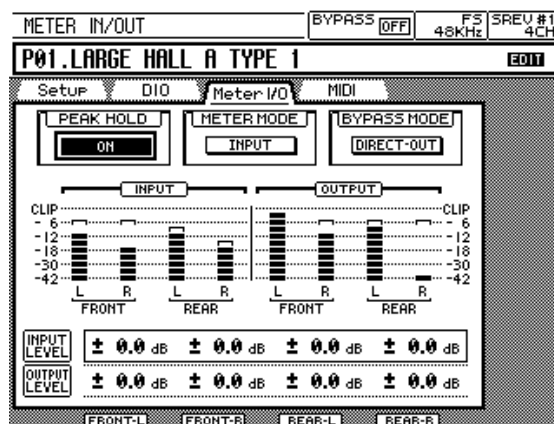 METER IN/OUT BYPASS OFF FS 48KHz SREV #1 4CH
P01.LARGE HALL A TYPE 1 EDIT
Setup DIO Meter I/O MIDI
PEAK HOLD METER MODE BYPASS MODE
ON INPUT DIRECT-OUT
INPUT OUTPUT
CLIP CLIP
- 6 - 6
-12 -12
-18 -18
-30 -30
-42 -42
L R L R L R L R
FRONT REAR FRONT REAR
INPUT LEVEL ± 0.0 dB ± 0.0 dB ± 0.0 dB ± 0.0 dB
OUTPUT LEVEL ± 0.0 dB ± 0.0 dB ± 0.0 dB ± 0.0 dB
FRONT-L FRONT-R REAR-L REAR-R